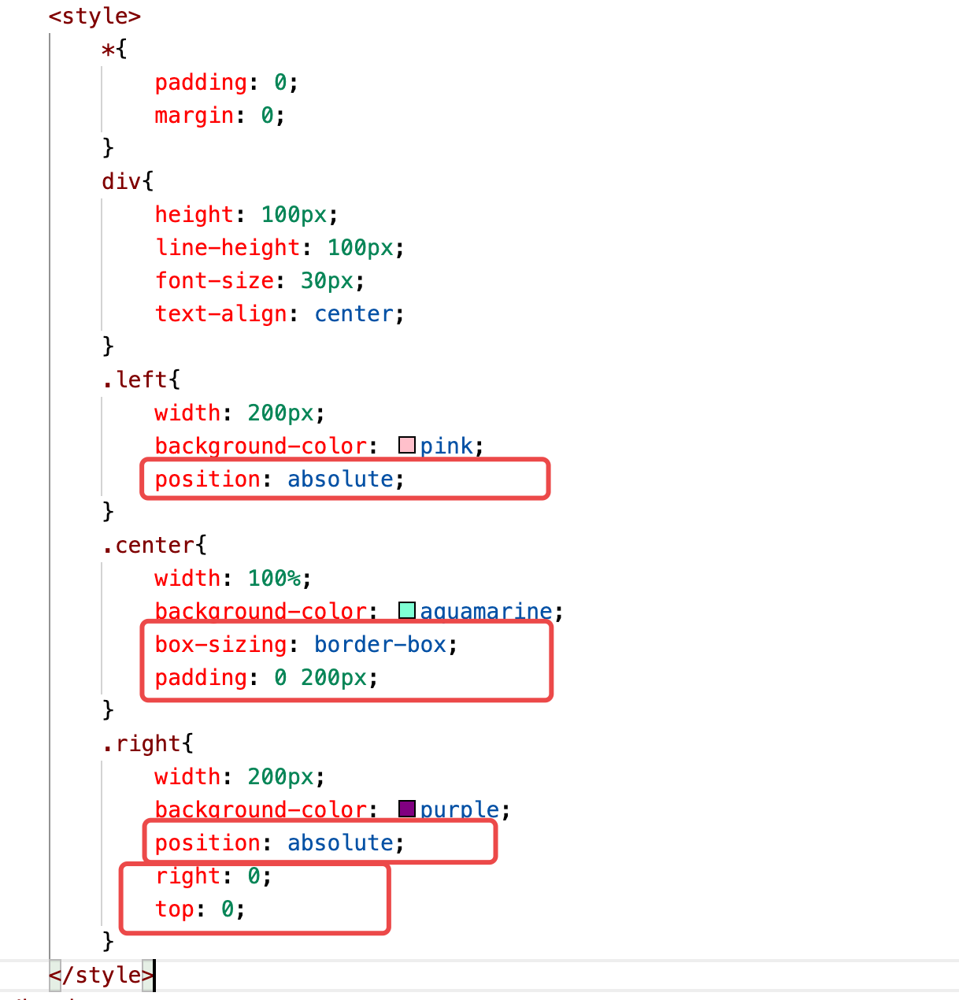 <style>
*{
padding: 0;
margin: 0;
}
div{
height: 100px;
line-height: 100px;
font-size: 30px;
text-align: center;
}
.left{
width: 200px;
background-color: pink;
position: absolute;
}
.center{
width: 100%;
background-color: aquamarine;
box-sizing: border-box;
padding: 0 200px;
}
.right{
width: 200px;
background-color: purple;
position: absolute;
right: 0;
top: 0;
}
</style>